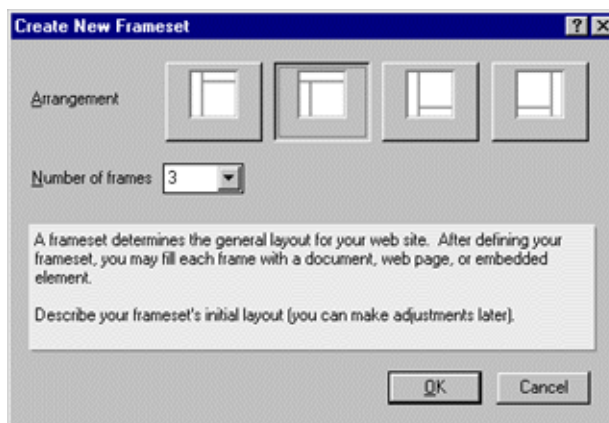 Create New Frameset
Arrangement
Number of frames 3
A frameset determines the general layout for your web site. After defining your
frameset, you may fill each frame with a document, web page, or embedded
element.
Describe your frameset's initial layout (you can make adjustments later).
OK Cancel